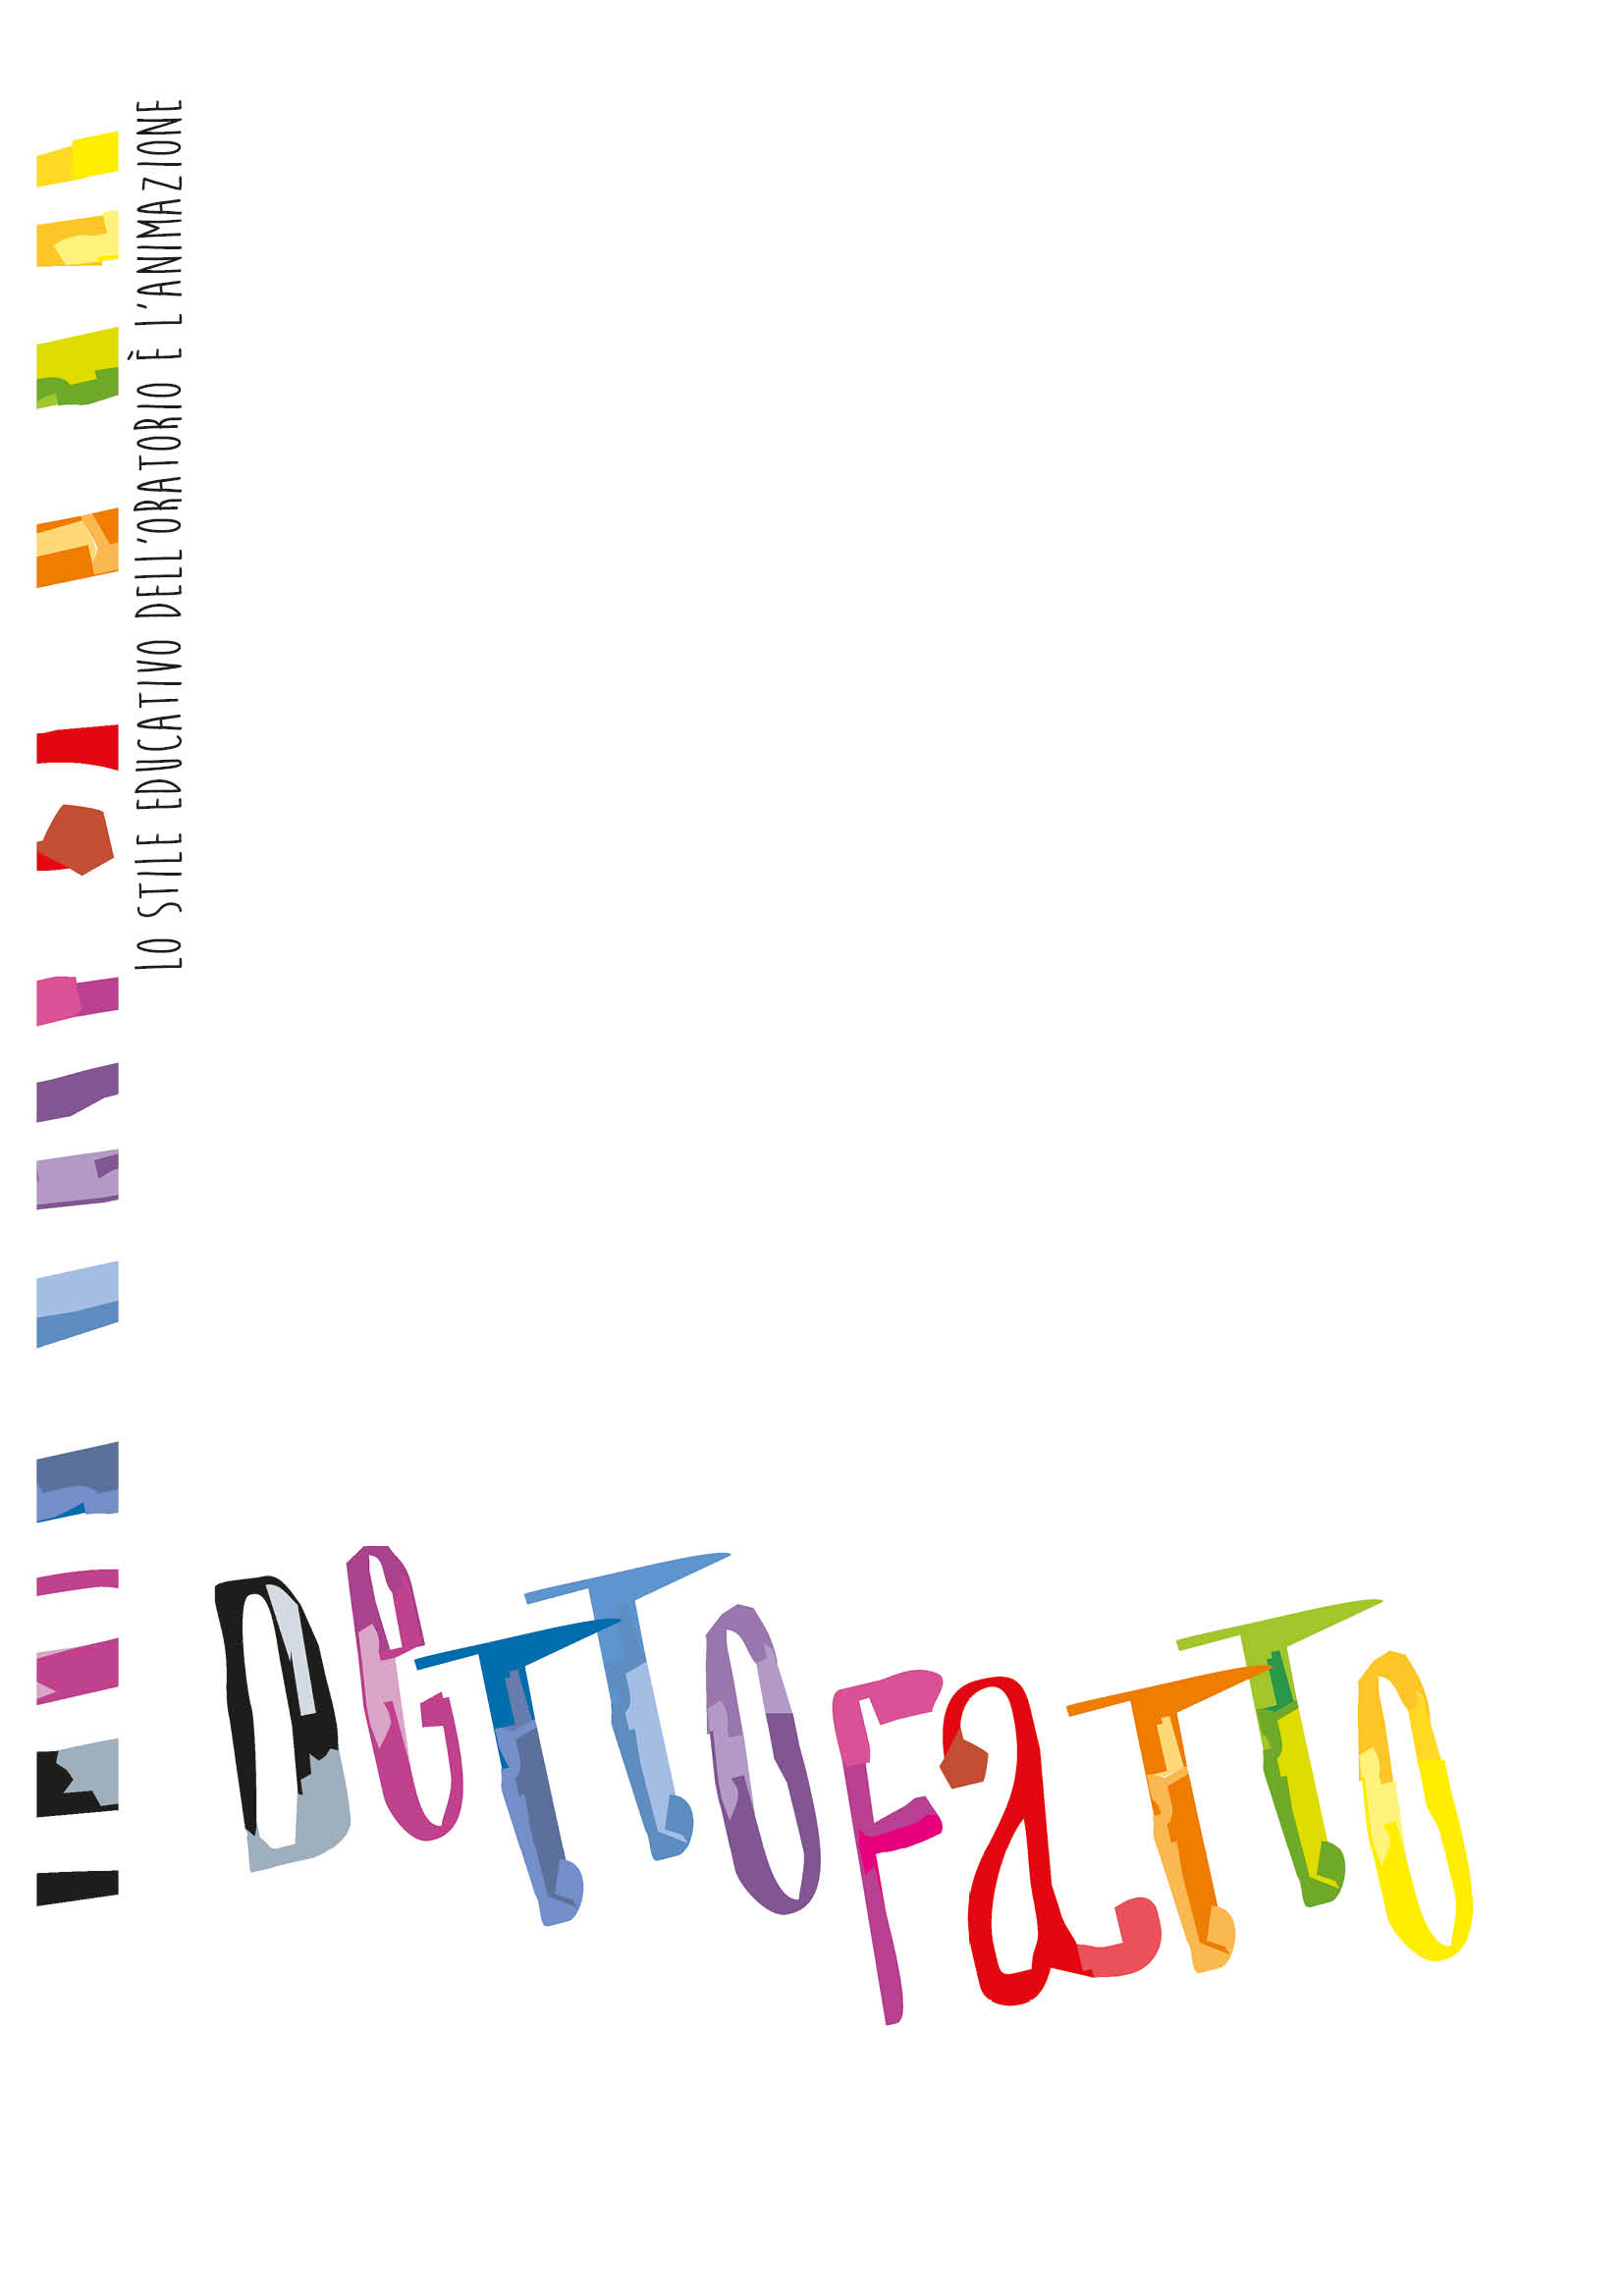 LO STILE EDUCATIVO DELL'ORATORIO È L'ANIMAZIONE
DETTOFATTO